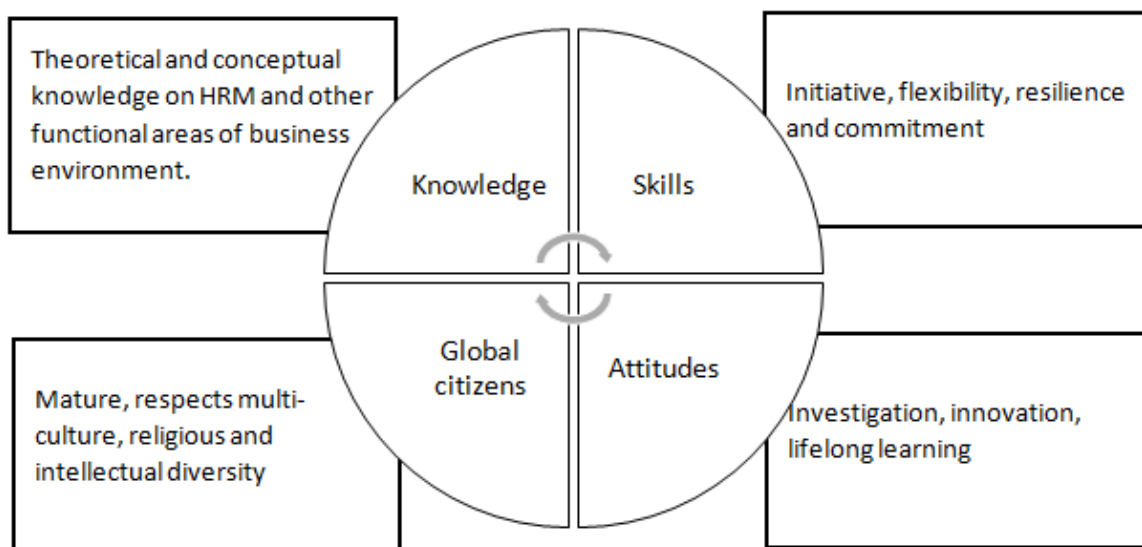 Theoretical and conceptual
knowledge on HRM and other
functional areas of business
environment.
Knowledge
Skills
Initiative, flexibility, resilience
and commitment
Mature, respects multi-
culture, religious and
intellectual diversity
Global
citizens
Attitudes
Investigation, innovation,
lifelong learning